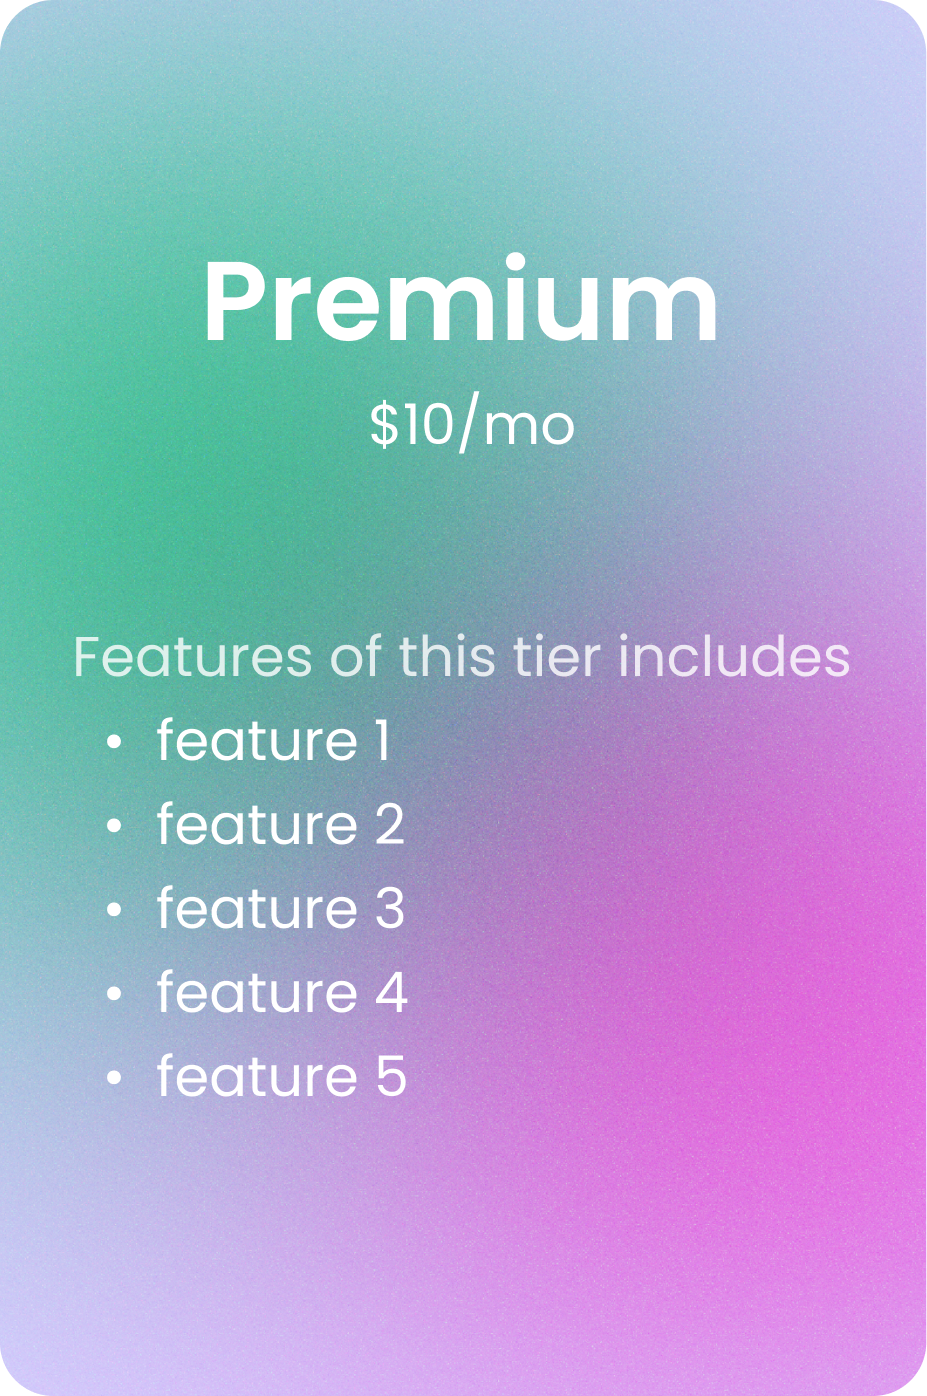 Premium
$10/mo
Features of this tier includes
• feature 1
• feature 2
• feature 3
• feature 4
• feature 5